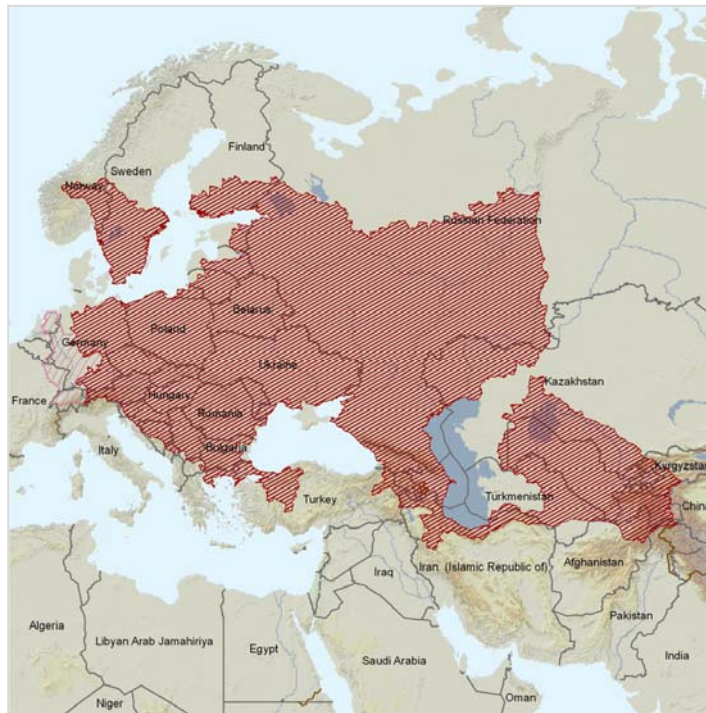 Finland
Sweden
Norway
Russian Federation
Belarus
Poland
Germany
Ukraine
Kazakhstan
France
Hungary
Romania
Italy
Bulgaria
Kyrgyzstan
Turkey
Turkmenistan
China
Iran (Islamic Republic of)
Afghanistan
Iraq
Pakistan
Algeria
Libyan Arab Jamahiriya
Egypt
Saudi Arabia
India
Oman
Niger